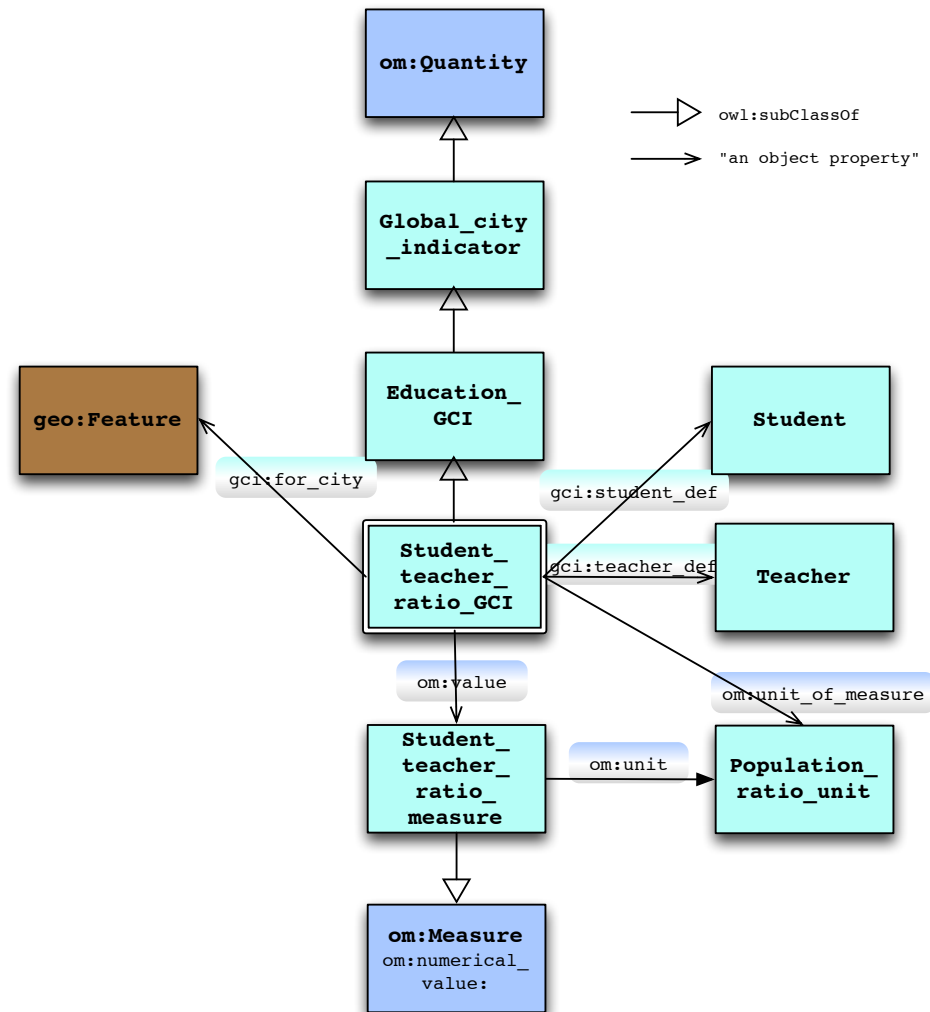 om:Quantity
owl:subClassOf
"an object property"
Global_city
_indicator
geo:Feature
Education_
GCI
Student
gci:for_city
gci:student_def
Student_
teacher_
ratio_GCI
gci:teacher_def
Teacher
om:value
om:unit_of_measure
Student_
teacher_
ratio_
measure
om:unit
Population_
ratio_unit
om:Measure
om:numerical_
value: